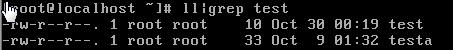 [root@localhost ~]# ll|grep test
-rw-r--r--. 1 root root    10 Oct 30 00:19 test
-rw-r--r--. 1 root root    33 Oct  9 01:32 testa